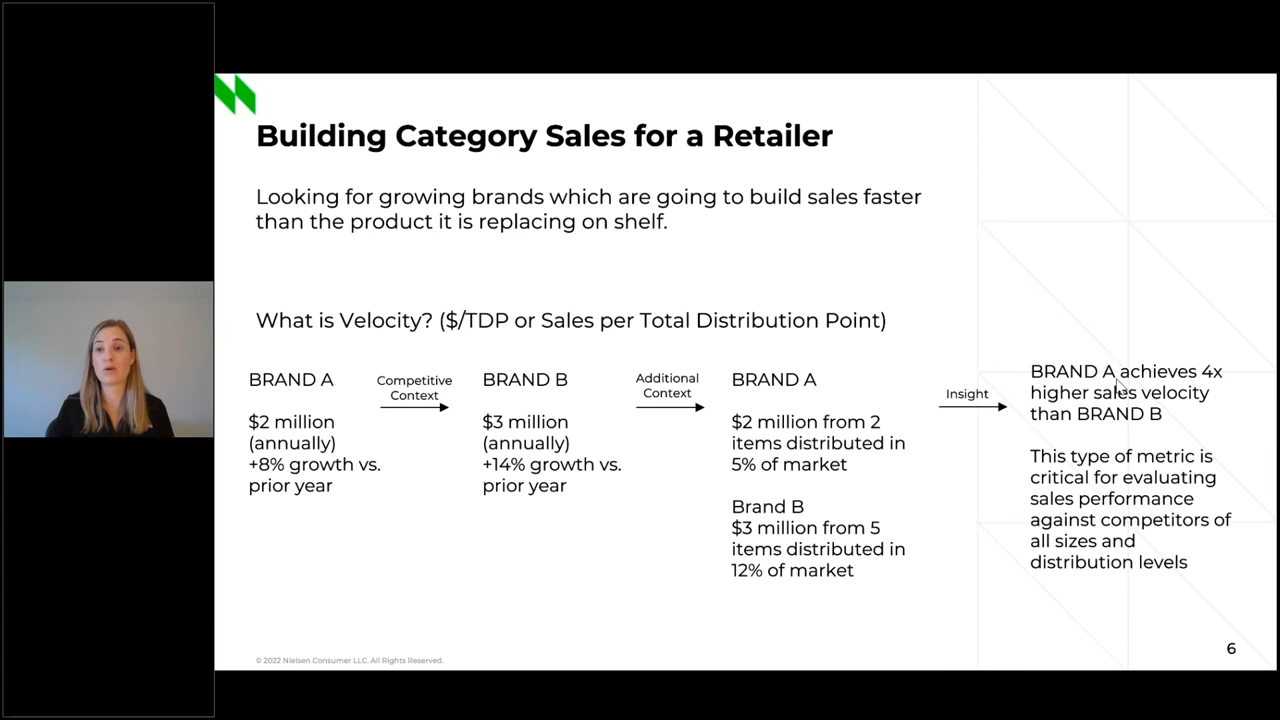 Building Category Sales for a Retailer
Looking for growing brands which are going to build sales faster
than the product it is replacing on shelf.
What is Velocity? ($/TDP or Sales per Total Distribution Point)
BRAND A
$2 million
(annually)
+8% growth vs.
prior year
Competitive
Context
BRAND B
$3 million
(annually)
+14% growth vs.
prior year
Additional
Context
BRAND A
$2 million from 2
items distributed in
5% of market
Brand B
$3 million from 5
items distributed in
12% of market
Insight
BRAND A achieves 4x
higher sales velocity
than BRAND B
This type of metric is
critical for evaluating
sales performance
against competitors of
all sizes and
distribution levels
© 2022 Nielsen Consumer LLC. All Rights Reserved.
6